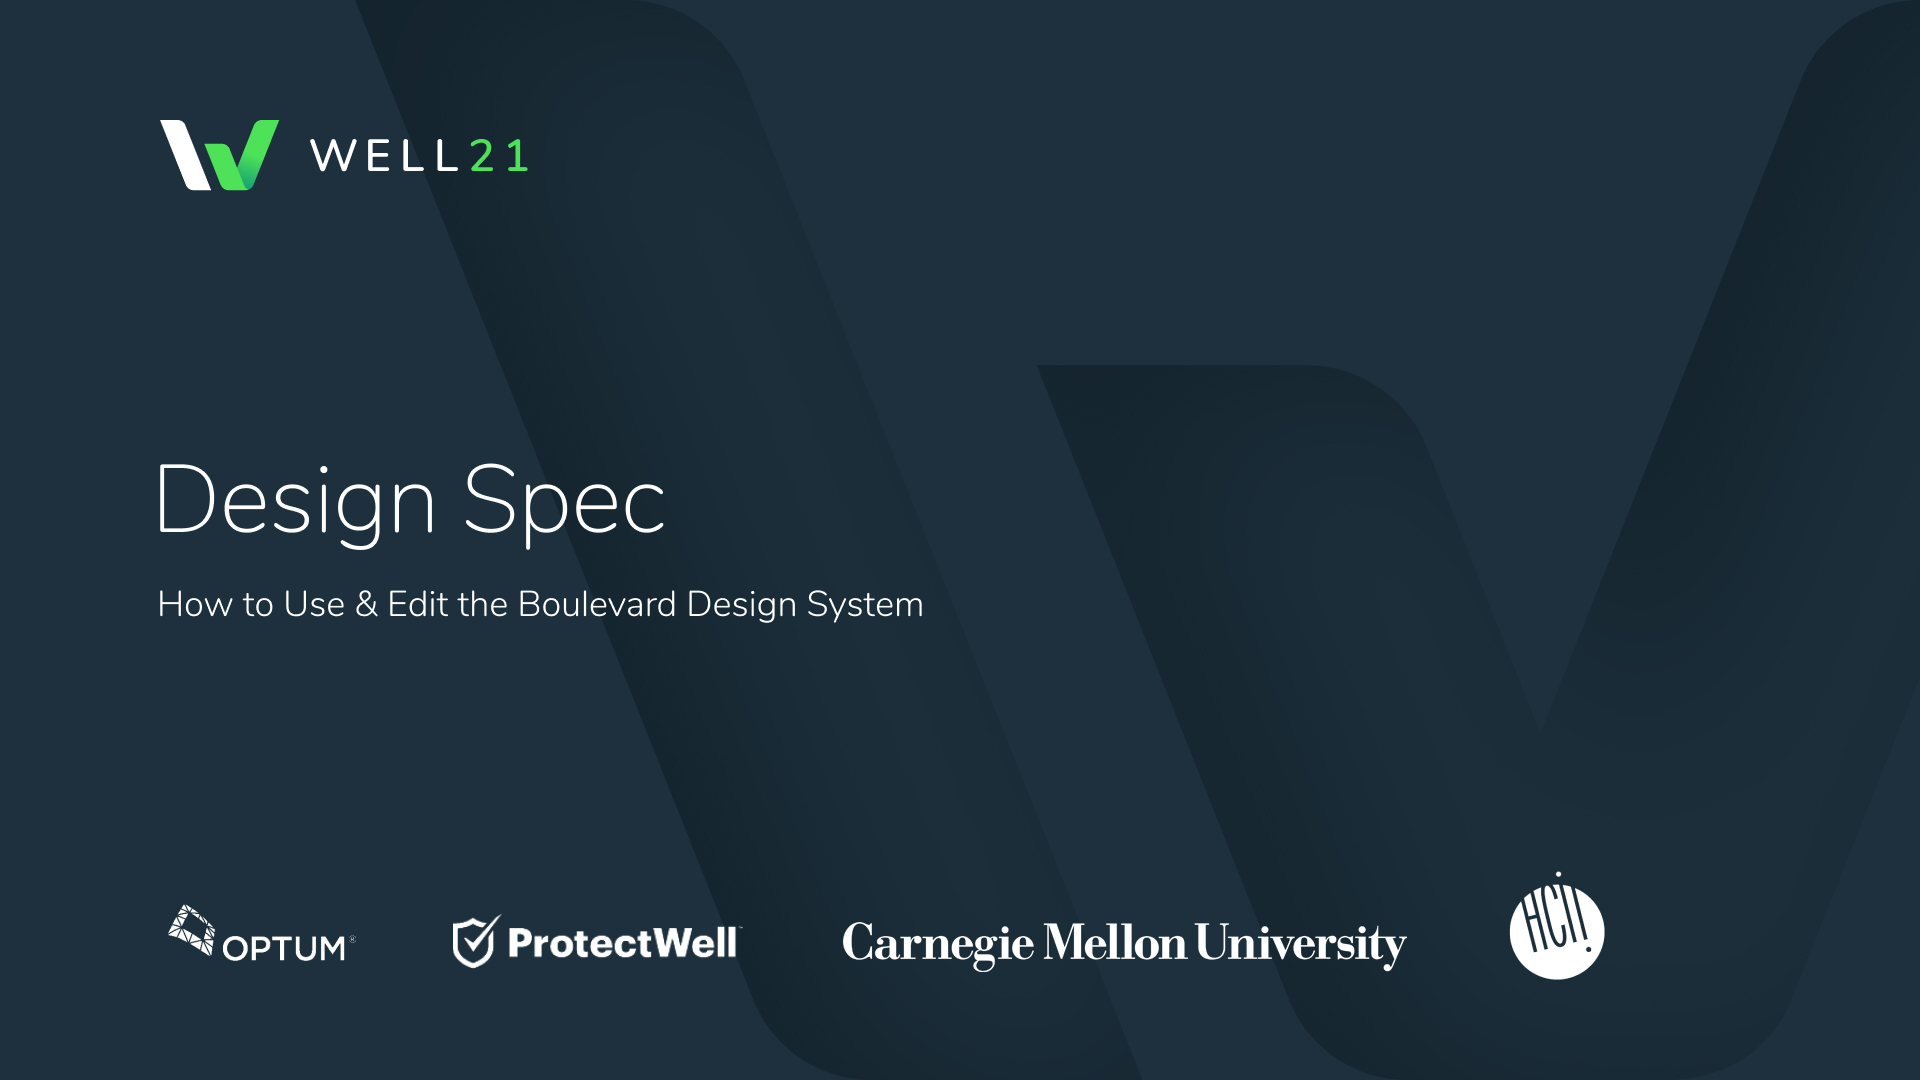 WELL21
Design Spec
How to Use & Edit the Boulevard Design System
OPTUM®
ProtectWell™
Carnegie Mellon University
HCII